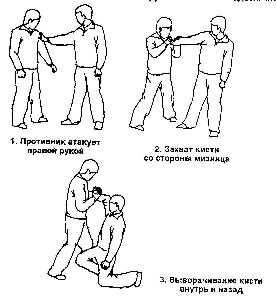 1. Противник атакует
правой рукой
2. Захват кисти
со стороны мизинца
3. Выворачивание кисти
внутрь и назад